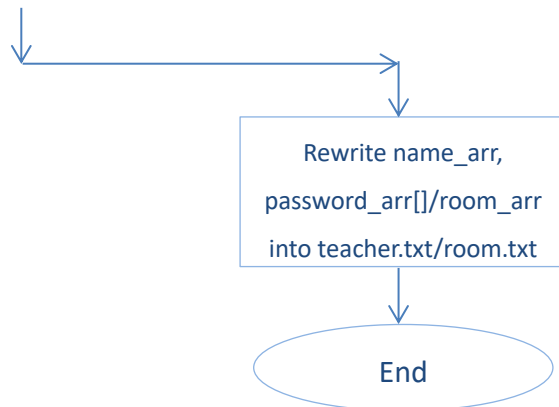 Rewrite name_arr,
password_arr[]/room_arr
into teacher.txt/room.txt
End